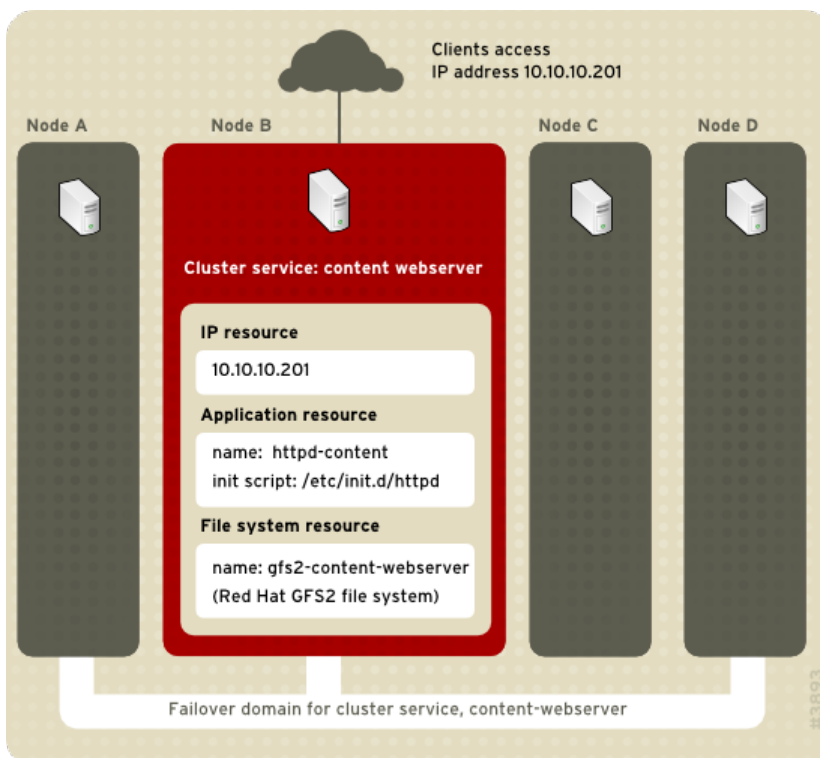 Clients access
IP address 10.10.10.201
Node A
Node B
Node C
Node D
Cluster service: content webserver
IP resource
10.10.10.201
Application resource
name: httpd-content
init script: /etc/init.d/httpd
File system resource
name: gfs2-content-webserver
(Red Hat GFS2 file system)
Failover domain for cluster service, content-webserver
#3893